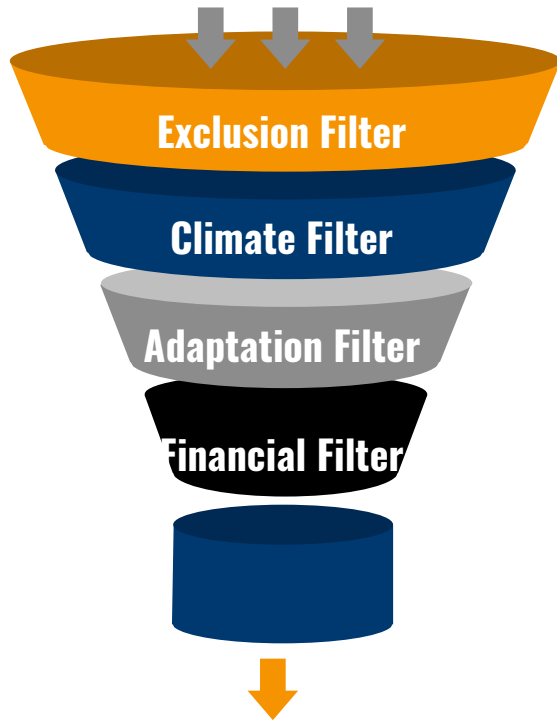 Exclusion Filter
Climate Filter
Adaptation Filter
Financial Filter